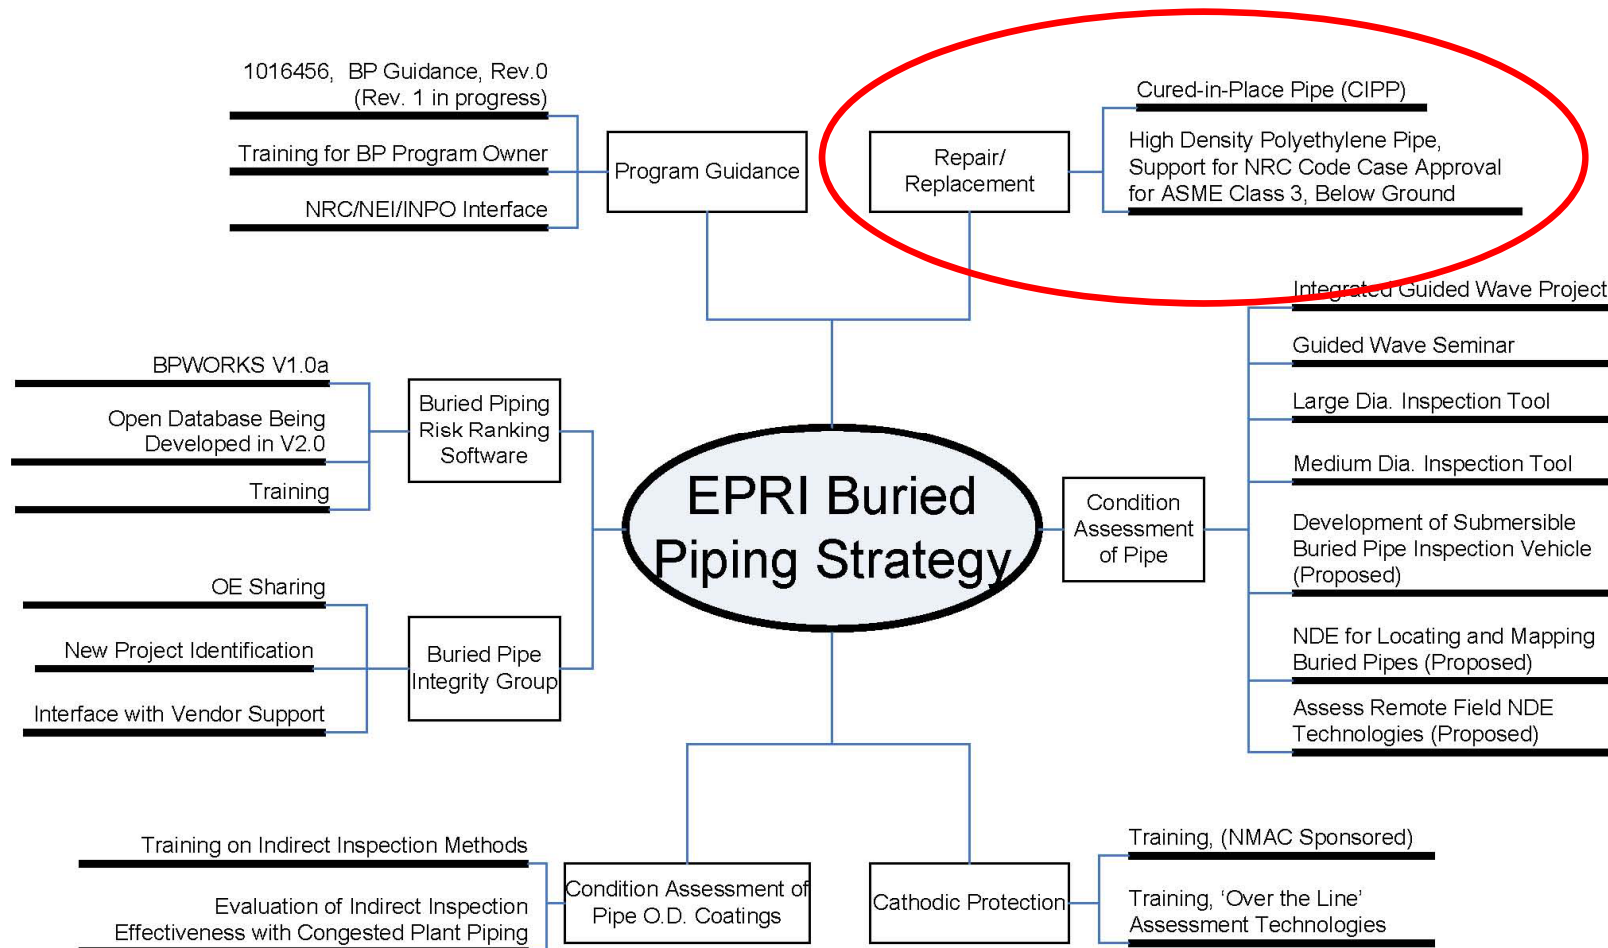 1016456, BP Guidance, Rev.0
(Rev. 1 in progress)
Training for BP Program Owner
NRC/NEI/INPO Interface
Program Guidance
Repair/
Replacement
Cured-in-Place Pipe (CIPP)
High Density Polyethylene Pipe,
Support for NRC Code Case Approval
for ASME Class 3, Below Ground
BPWORKS V1.0a
Open Database Being
Developed in V2.0
Training
Buried Piping
Risk Ranking
Software
OE Sharing
New Project Identification
Interface with Vendor Support
Buried Pipe
Integrity Group
EPRI Buried
Piping Strategy
Condition
Assessment
of Pipe
Integrated Guided Wave Project
Guided Wave Seminar
Large Dia. Inspection Tool
Medium Dia. Inspection Tool
Development of Submersible
Buried Pipe Inspection Vehicle
(Proposed)
NDE for Locating and Mapping
Buried Pipes (Proposed)
Assess Remote Field NDE
Technologies (Proposed)
Training on Indirect Inspection Methods
Evaluation of Indirect Inspection
Effectiveness with Congested Plant Piping
Condition Assessment of
Pipe O.D. Coatings
Cathodic Protection
Training, (NMAC Sponsored)
Training, ‘Over the Line’
Assessment Technologies